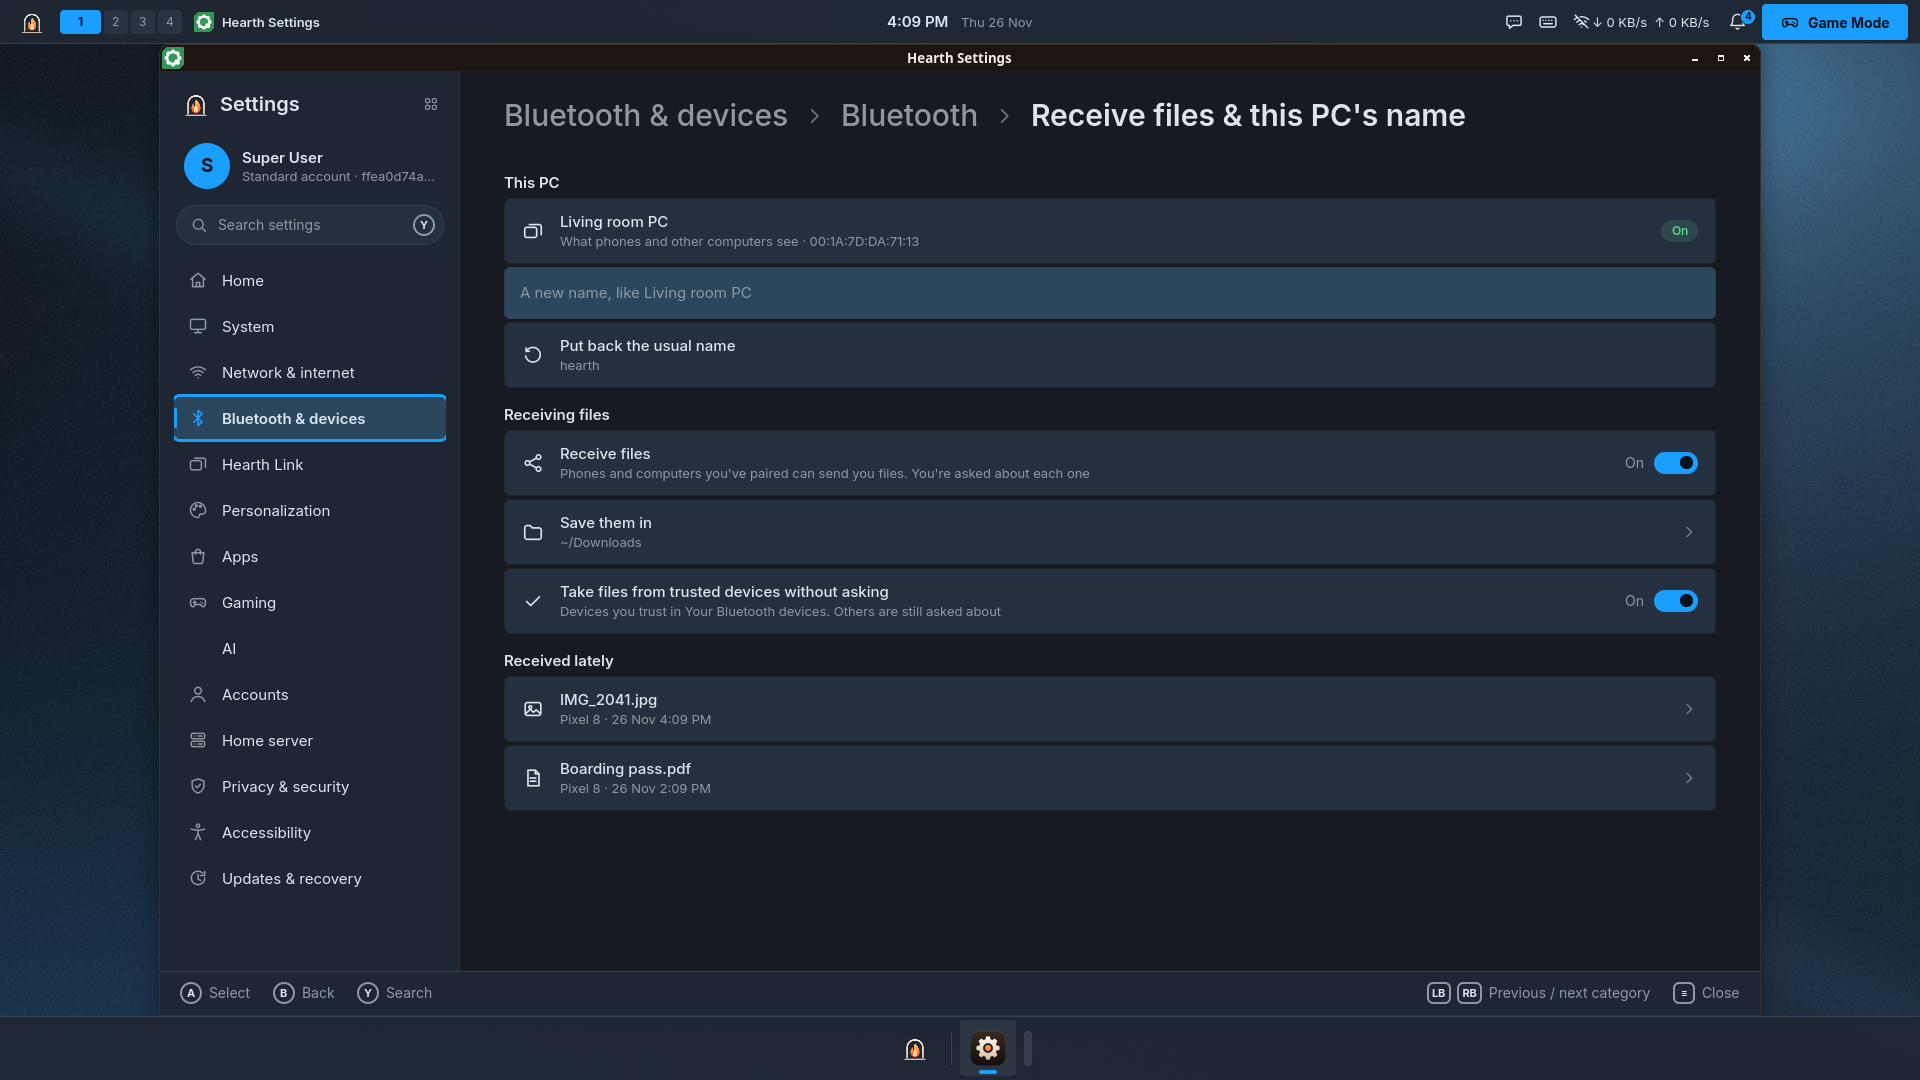 1 2 3 4 Hearth Settings
4:09 PM Thu 26 Nov
↓ 0 KB/s ↑ 0 KB/s 4 Game Mode
Hearth Settings
Settings
S Super User
Standard account · ffea0d74a...
Search settings Y
Home
System
Network & internet
Bluetooth & devices
Hearth Link
Personalization
Apps
Gaming
AI
Accounts
Home server
Privacy & security
Accessibility
Updates & recovery
Bluetooth & devices > Bluetooth > Receive files & this PC's name
This PC
Living room PC
What phones and other computers see · 00:1A:7D:DA:71:13
On
A new name, like Living room PC
Put back the usual name
hearth
Receiving files
Receive files
Phones and computers you've paired can send you files. You're asked about each one
On
Save them in
~/Downloads
Take files from trusted devices without asking
Devices you trust in Your Bluetooth devices. Others are still asked about
On
Received lately
IMG_2041.jpg
Pixel 8 · 26 Nov 4:09 PM
Boarding pass.pdf
Pixel 8 · 26 Nov 2:09 PM
A Select B Back Y Search
LB RB Previous / next category ≡ Close